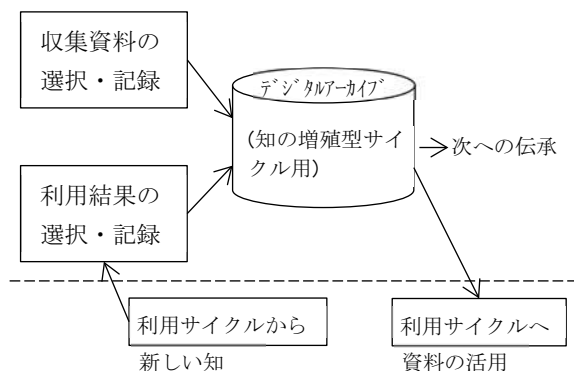 収集資料の
選択・記録
デジタルアーカイブ
(知の増殖型サイ
クル用)
→次への伝承
利用結果の
選択・記録
利用サイクルから
新しい知
利用サイクルへ
資料の活用